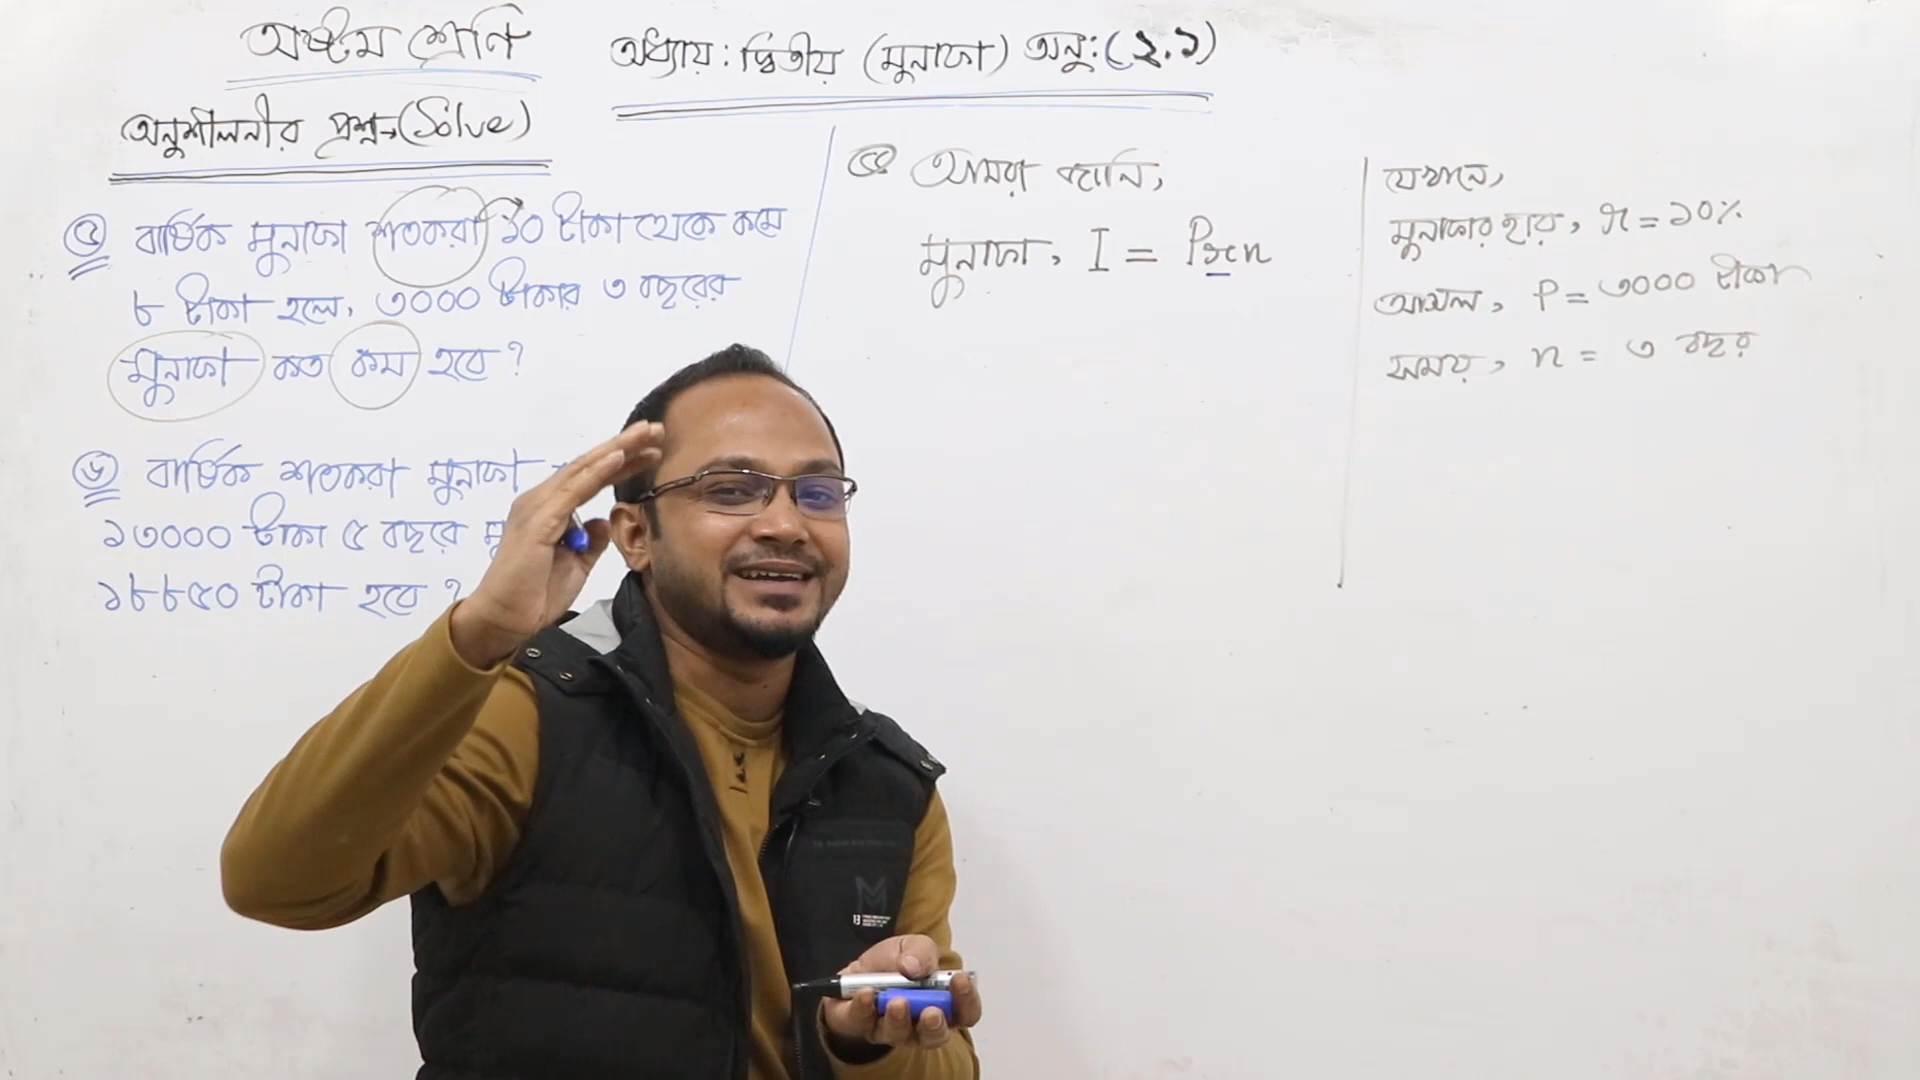 অষ্টম শ্রেণি
অধ্যায়: দ্বিতীয় (মুনাফা) অনু:(২.১)
অনুশীলনীর প্রশ্ন→(Solve)
৫ বার্ষিক মুনাফা শতকরা ১০ টাকা থেকে কমে
৮ টাকা হলে, ৩০০০ টাকার ৩ বছরের
মুনাফা কত কম হবে?
৬ বার্ষিক শতকরা মুনাফা
১৩০০০ টাকা ৫ বছরে
১৮৮৫০ টাকা হবে?
আমরা জানি,
মুনাফা, I = Prn
যেখানে,
মুনাফার হার, r = ১০%
আসল, P = ৩০০০ টাকা
সময়, n = ৩ বছর
M